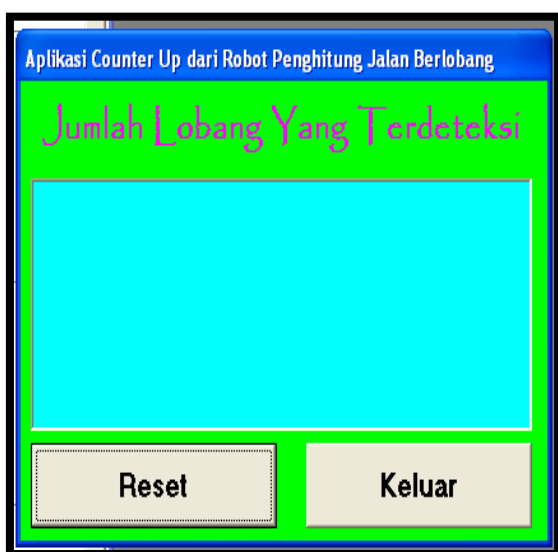 Aplikasi Counter Up dari Robot Penghitung Jalan Berlobang
Jumlah Lobang Yang Terdeteksi
Reset
Keluar